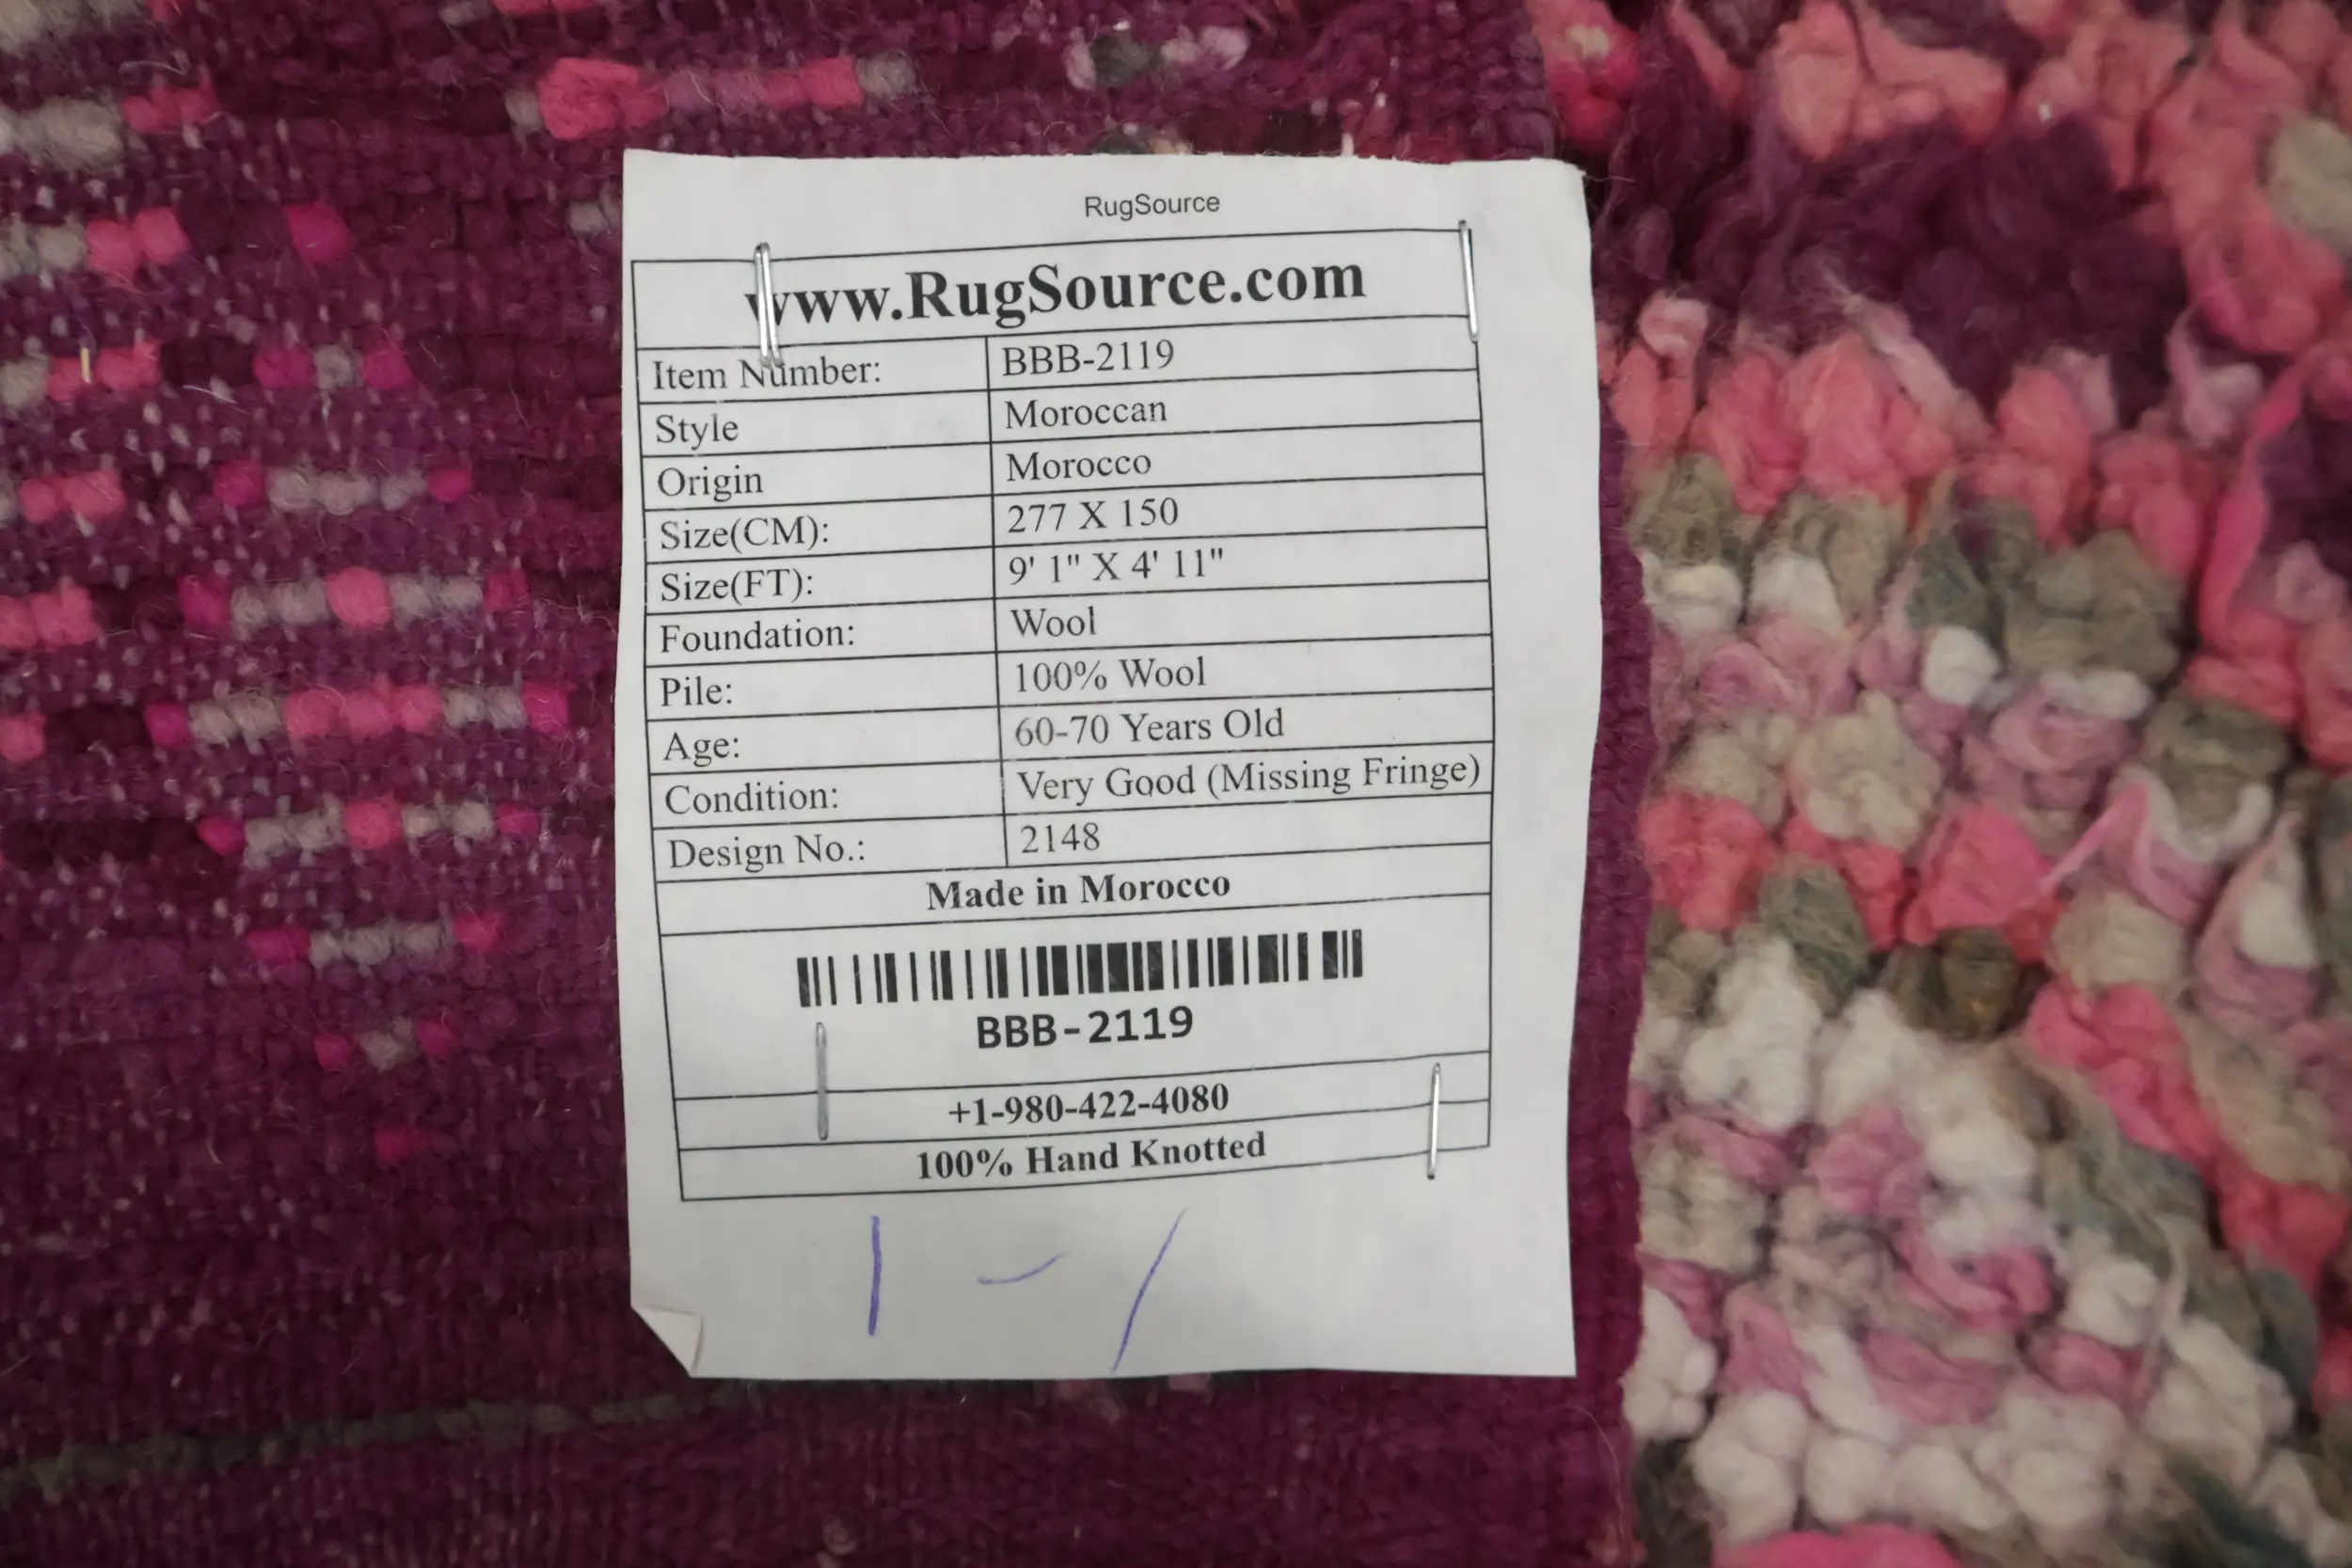 RugSource
www.RugSource.com
Item Number: BBB-2119
Style Moroccan
Origin Morocco
Size(CM): 277 X 150
Size(FT): 9' 1" X 4' 11"
Foundation: Wool
Pile: 100% Wool
Age: 60-70 Years Old
Condition: Very Good (Missing Fringe)
Design No.: 2148
Made in Morocco
BBB-2119
+1-980-422-4080
100% Hand Knotted
1 - /